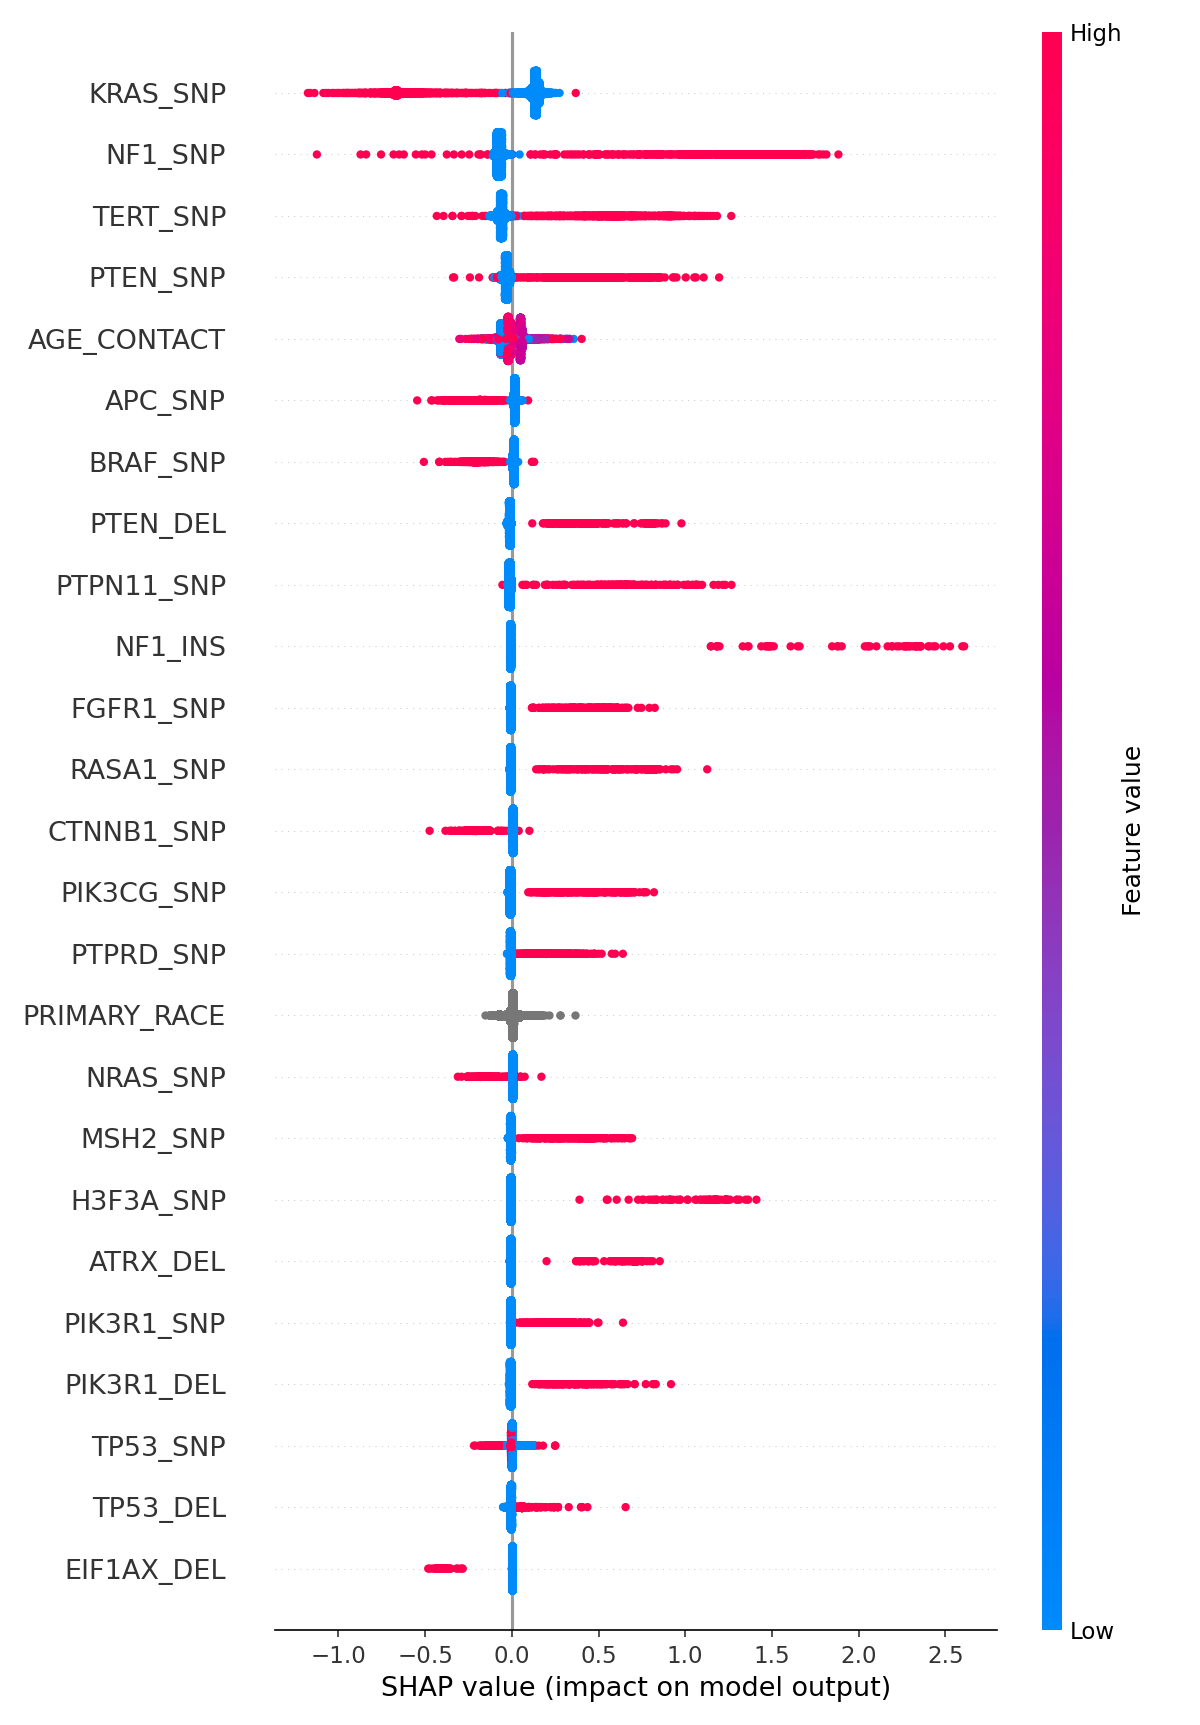 High
KRAS_SNP
NF1_SNP
TERT_SNP
PTEN_SNP
AGE_CONTACT
APC_SNP
BRAF_SNP
PTEN_DEL
PTPN11_SNP
NF1_INS
FGFR1_SNP
RASA1_SNP
CTNNB1_SNP
PIK3CG_SNP
PTPRD_SNP
PRIMARY_RACE
NRAS_SNP
MSH2_SNP
H3F3A_SNP
ATRX_DEL
PIK3R1_SNP
PIK3R1_DEL
TP53_SNP
TP53_DEL
EIF1AX_DEL
Feature value
Low
−1.0 −0.5 0.0 0.5 1.0 1.5 2.0 2.5
SHAP value (impact on model output)